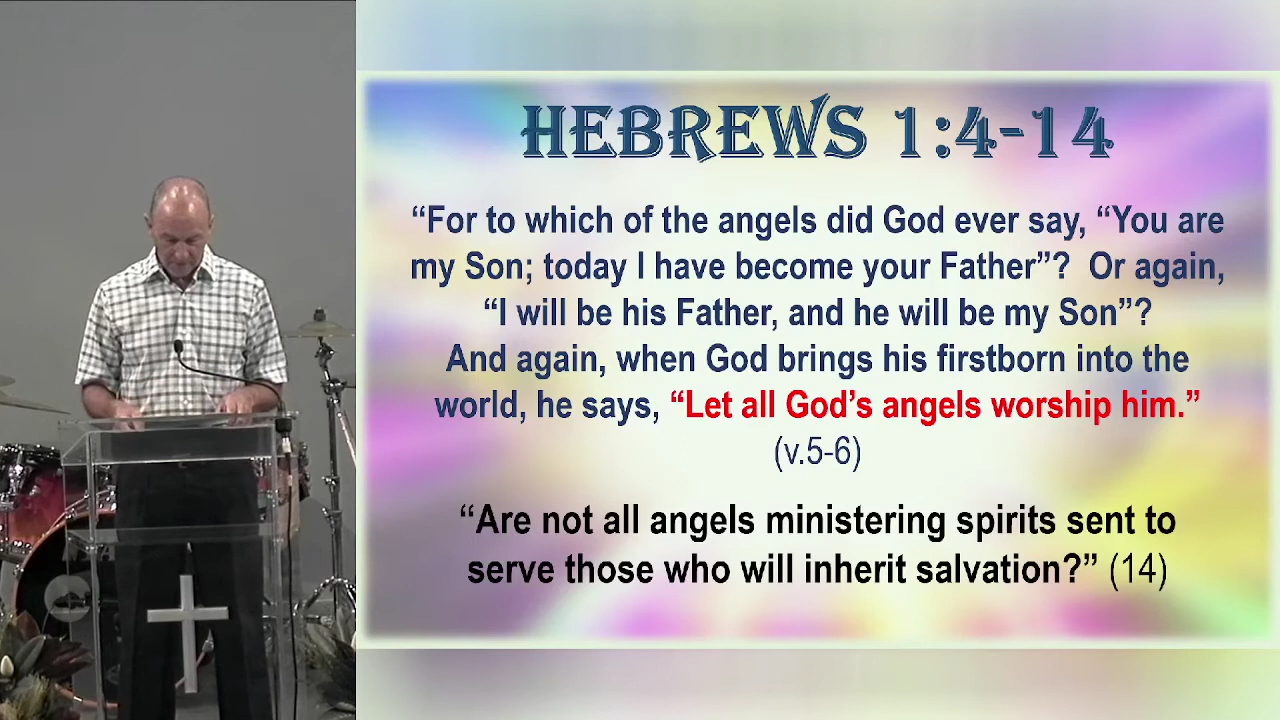 HEBREWS 1:4-14
“For to which of the angels did God ever say, “You are
my Son; today I have become your Father”?  Or again,
“I will be his Father, and he will be my Son”?
And again, when God brings his firstborn into the
world, he says, “Let all God’s angels worship him.”
(v.5-6)
“Are not all angels ministering spirits sent to
serve those who will inherit salvation?” (14)